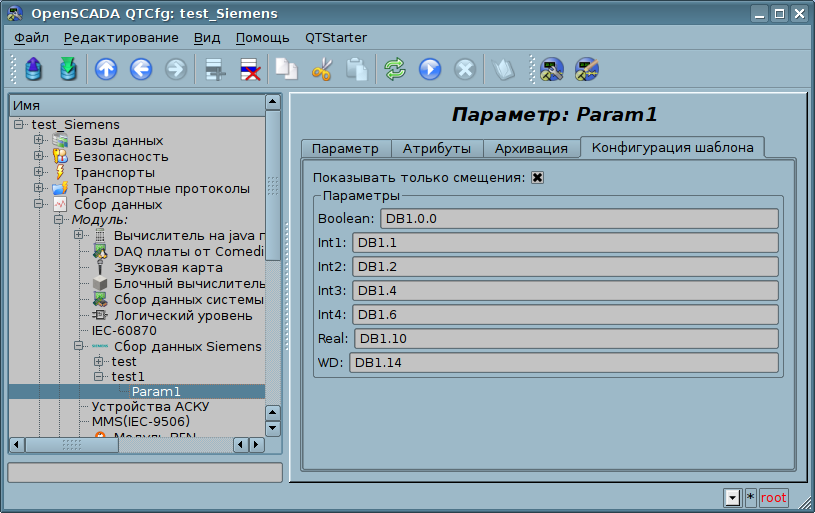 OpenSCADA QTCfg: test_Siemens
Файл Редактирование Вид Помощь QTStarter
Имя
test_Siemens
Базы данных
Безопасность
Транспорты
Транспортные протоколы
Сбор данных
Модуль:
Вычислитель на java п
DAQ платы от Comedi
Звуковая карта
Блочный вычислитель
Сбор данных системы
Логический уровень
IEC-60870
Сбор данных Siemens
test
test1
Param1
Устройства АСКУ
MMS(IEC-9506)
Параметр: Param1
Параметр Атрибуты Архивация Конфигурация шаблона
Показывать только смещения:
Параметры
Boolean: DB1.0.0
Int1: DB1.1
Int2: DB1.2
Int3: DB1.4
Int4: DB1.6
Real: DB1.10
WD: DB1.14
* root